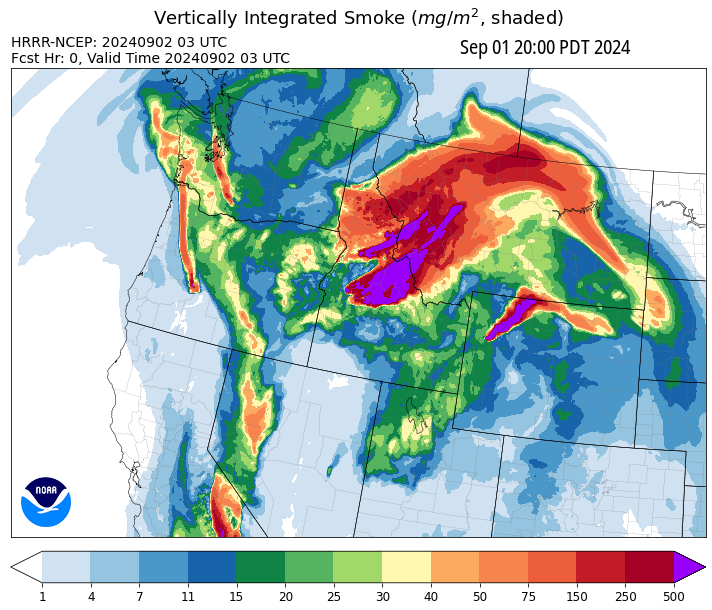 Vertically Integrated Smoke (mg/m², shaded)
HRRR-NCEP: 20240902 03 UTC
Fcst Hr: 0, Valid Time 20240902 03 UTC
Sep 01 20:00 PDT 2024
NOAA
1 4 7 11 15 20 25 30 40 50 75 150 250 500